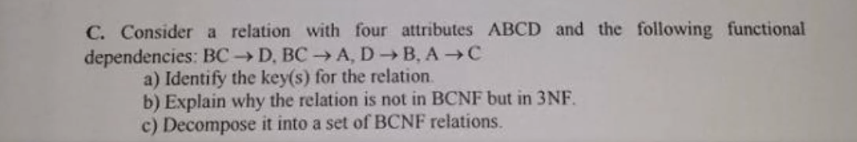 C. Consider a relation with four attributes ABCD and the following functional
dependencies: BC → D, BC → A, D → B, A → C
a) Identify the key(s) for the relation.
b) Explain why the relation is not in BCNF but in 3NF.
c) Decompose it into a set of BCNF relations.